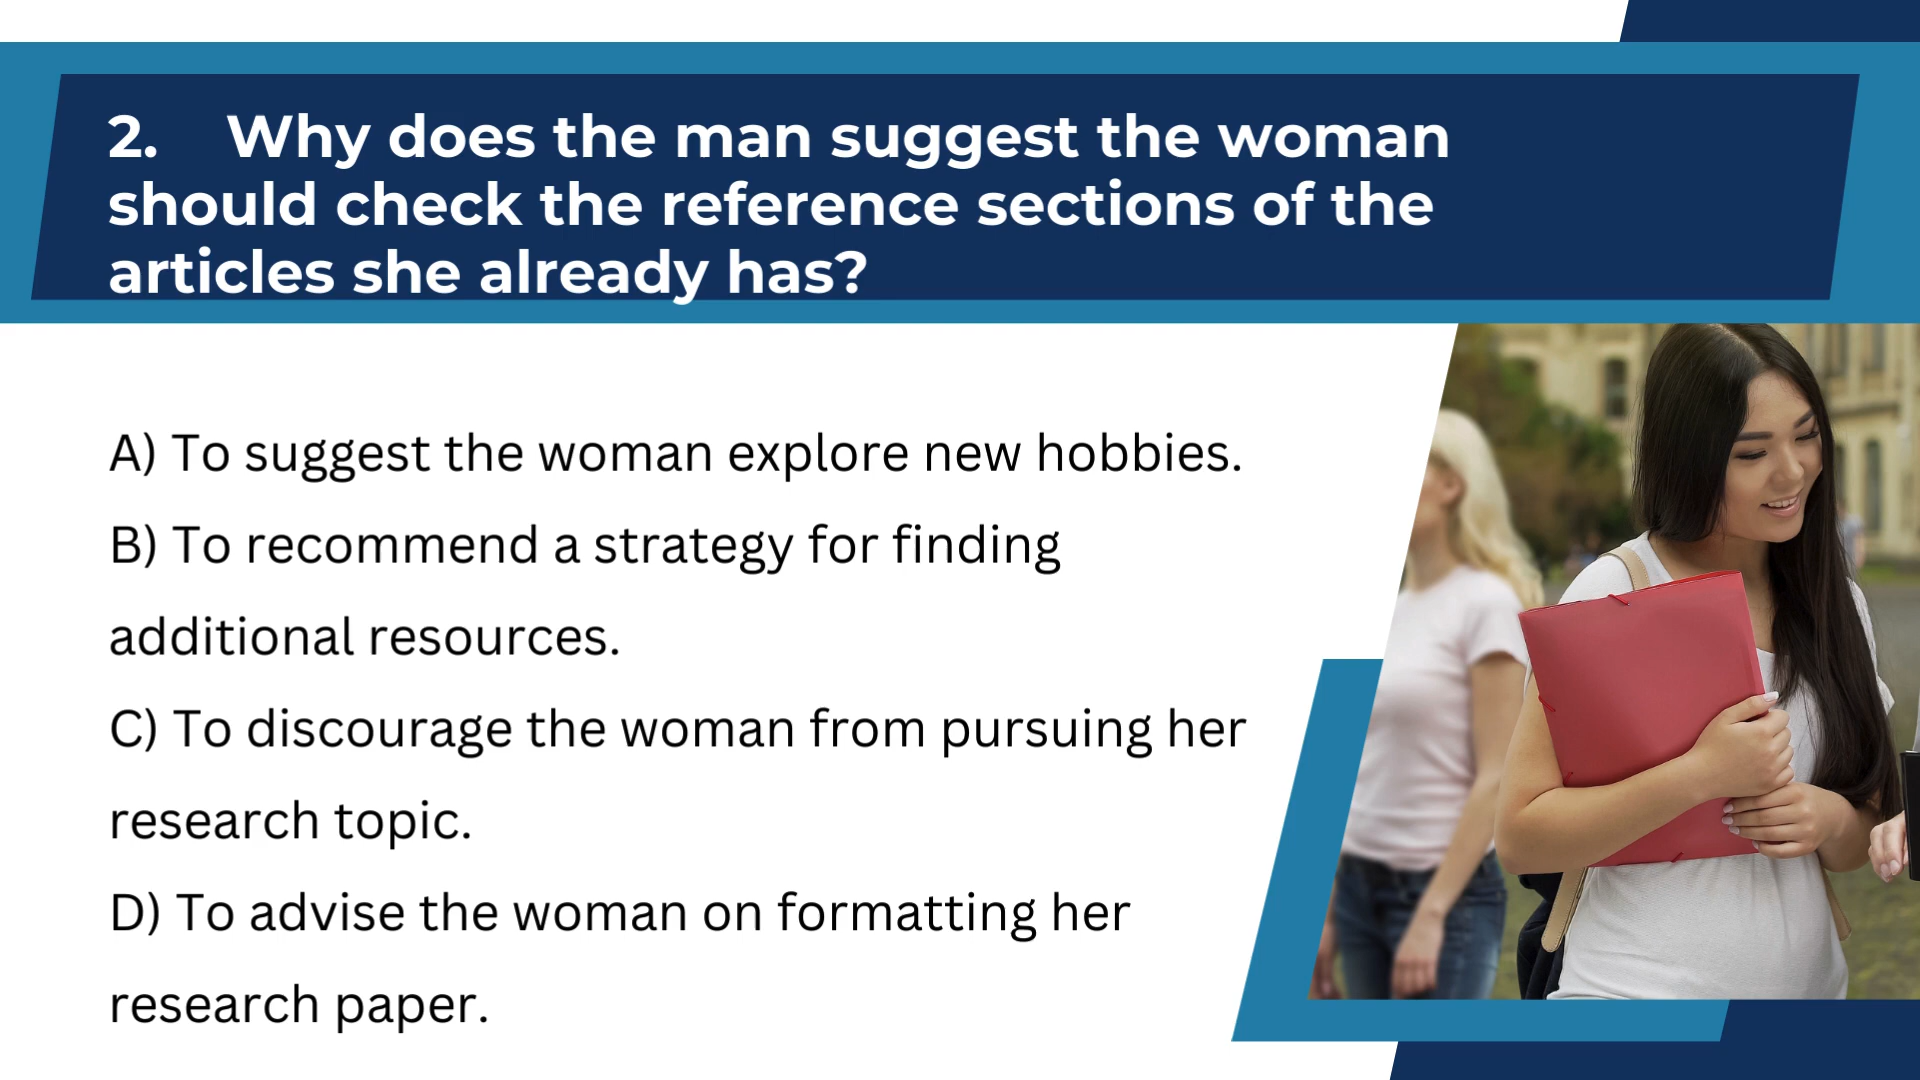 2. Why does the man suggest the woman
should check the reference sections of the
articles she already has?
A) To suggest the woman explore new hobbies.
B) To recommend a strategy for finding
additional resources.
C) To discourage the woman from pursuing her
research topic.
D) To advise the woman on formatting her
research paper.